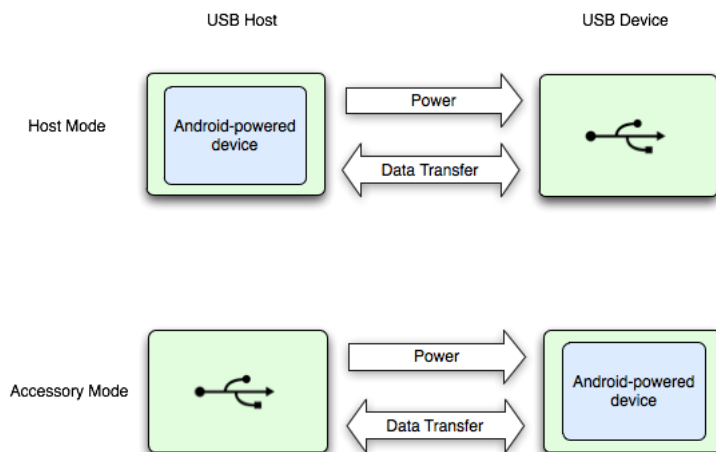 USB Host
USB Device
Host Mode
Android-powered
device
Power
Data Transfer
Accessory Mode
Power
Data Transfer
Android-powered
device